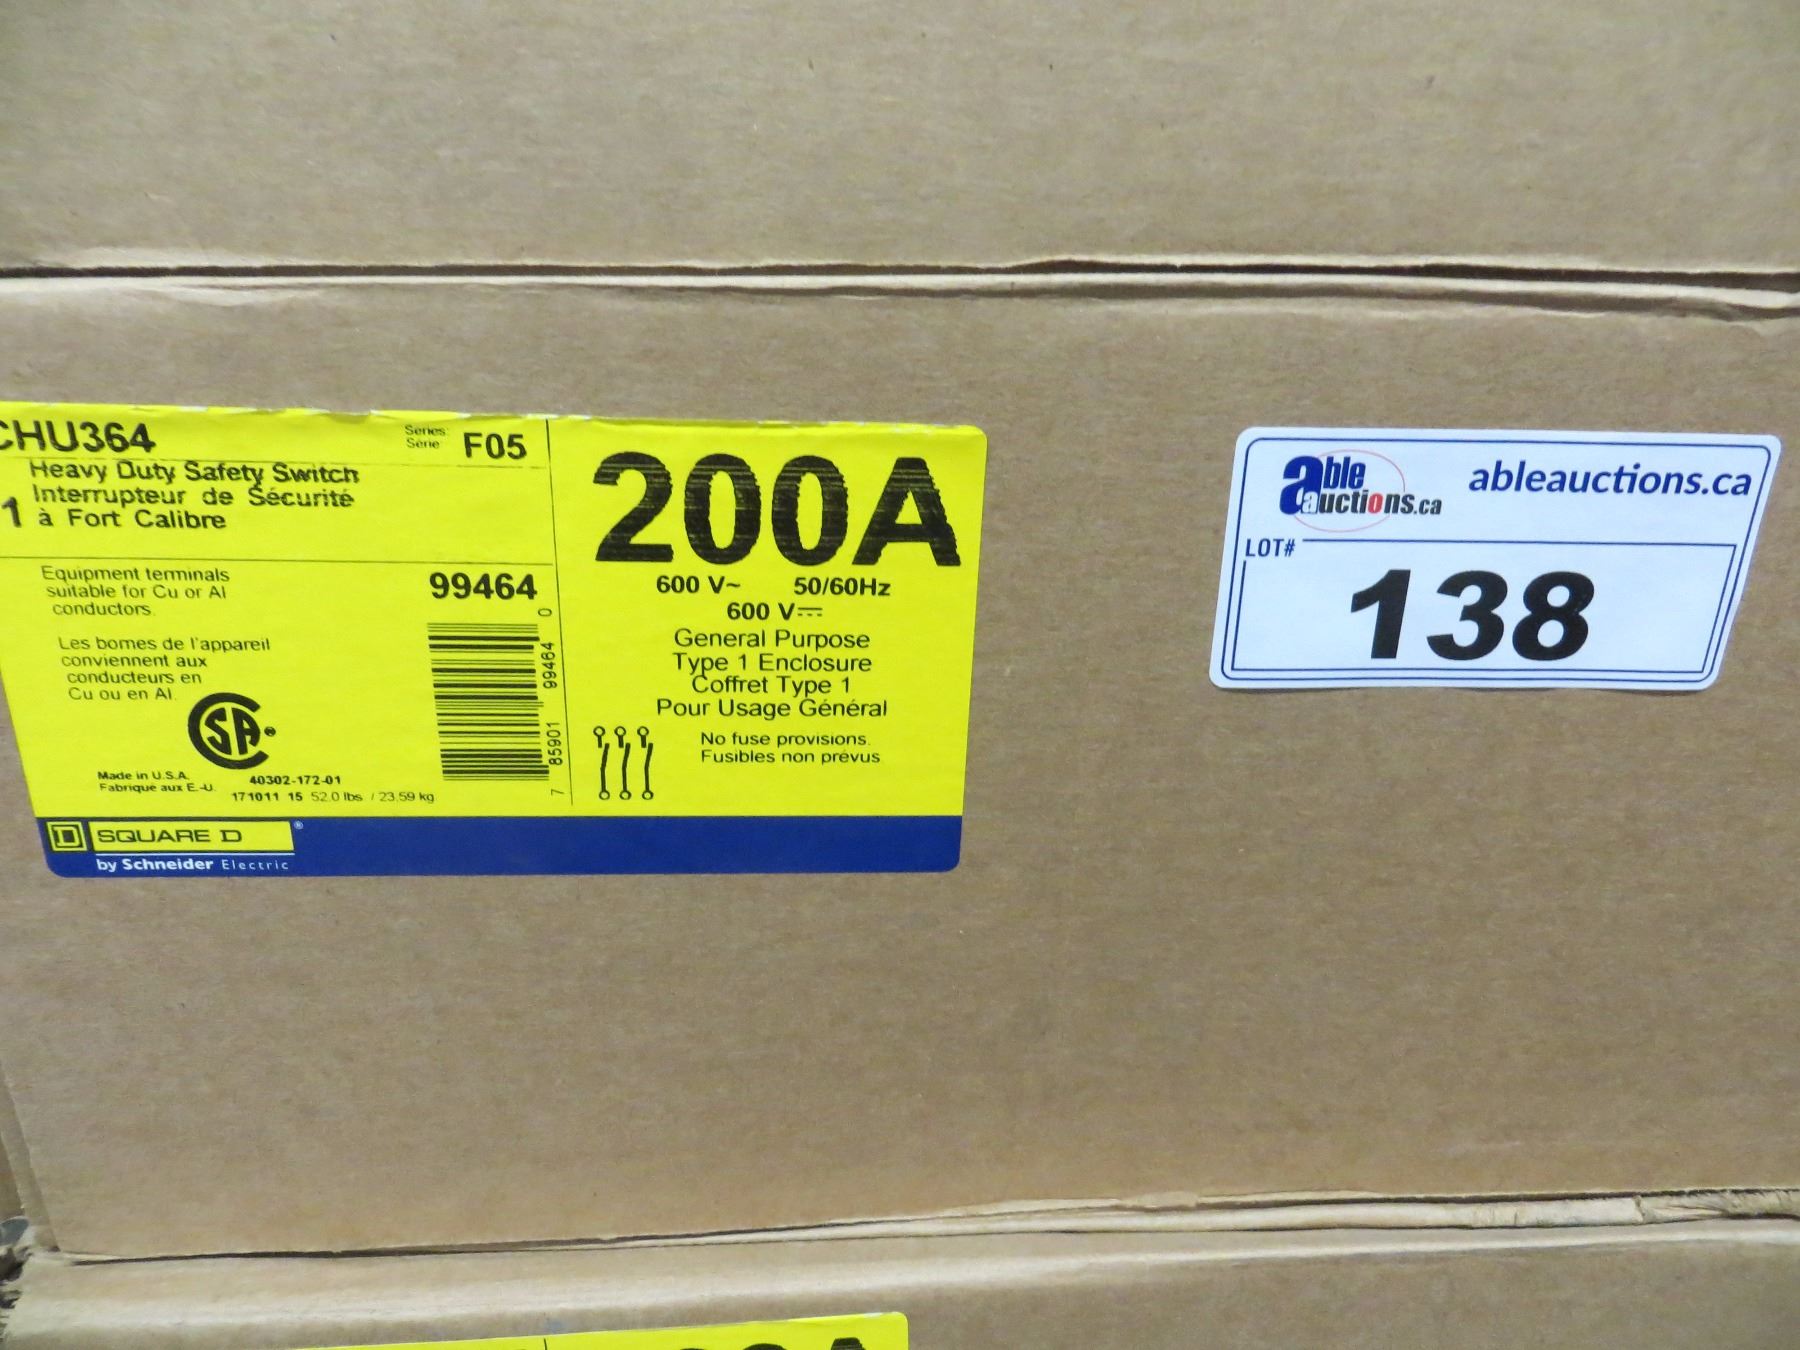 CHU364
Series:
Série
F05
Heavy Duty Safety Switch
Interrupteur de Sécurité
1 à Fort Calibre
Equipment terminals
suitable for Cu or Al
conductors.
Les bornes de l'appareil
conviennent aux
conducteurs en
Cu ou en Al.
99464
7 85901 99464 0
CSA
Made in U.S.A.
Fabrique aux E.-U.
40302-172-01
171011 15 52.0 lbs / 23.59 kg
200A
600 V~ 50/60Hz
600 V
General Purpose
Type 1 Enclosure
Coffret Type 1
Pour Usage Général
No fuse provisions.
Fusibles non prévus
D SQUARE D ®
by Schneider Electric
able
auctions.ca
ableauctions.ca
LOT#
138